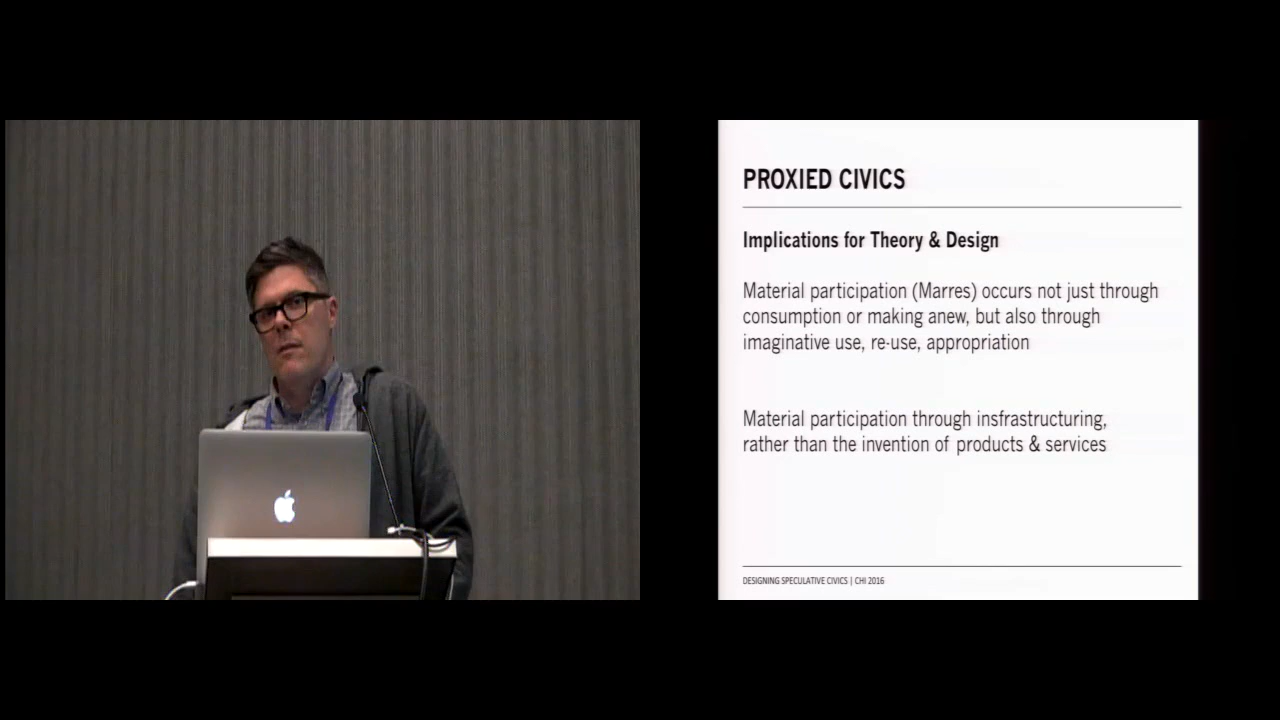 PROXIED CIVICS
Implications for Theory & Design
Material participation (Marres) occurs not just through
consumption or making anew, but also through
imaginative use, re-use, appropriation
Material participation through insfrastructuring,
rather than the invention of products & services
DESIGNING SPECULATIVE CIVICS | CHI 2016